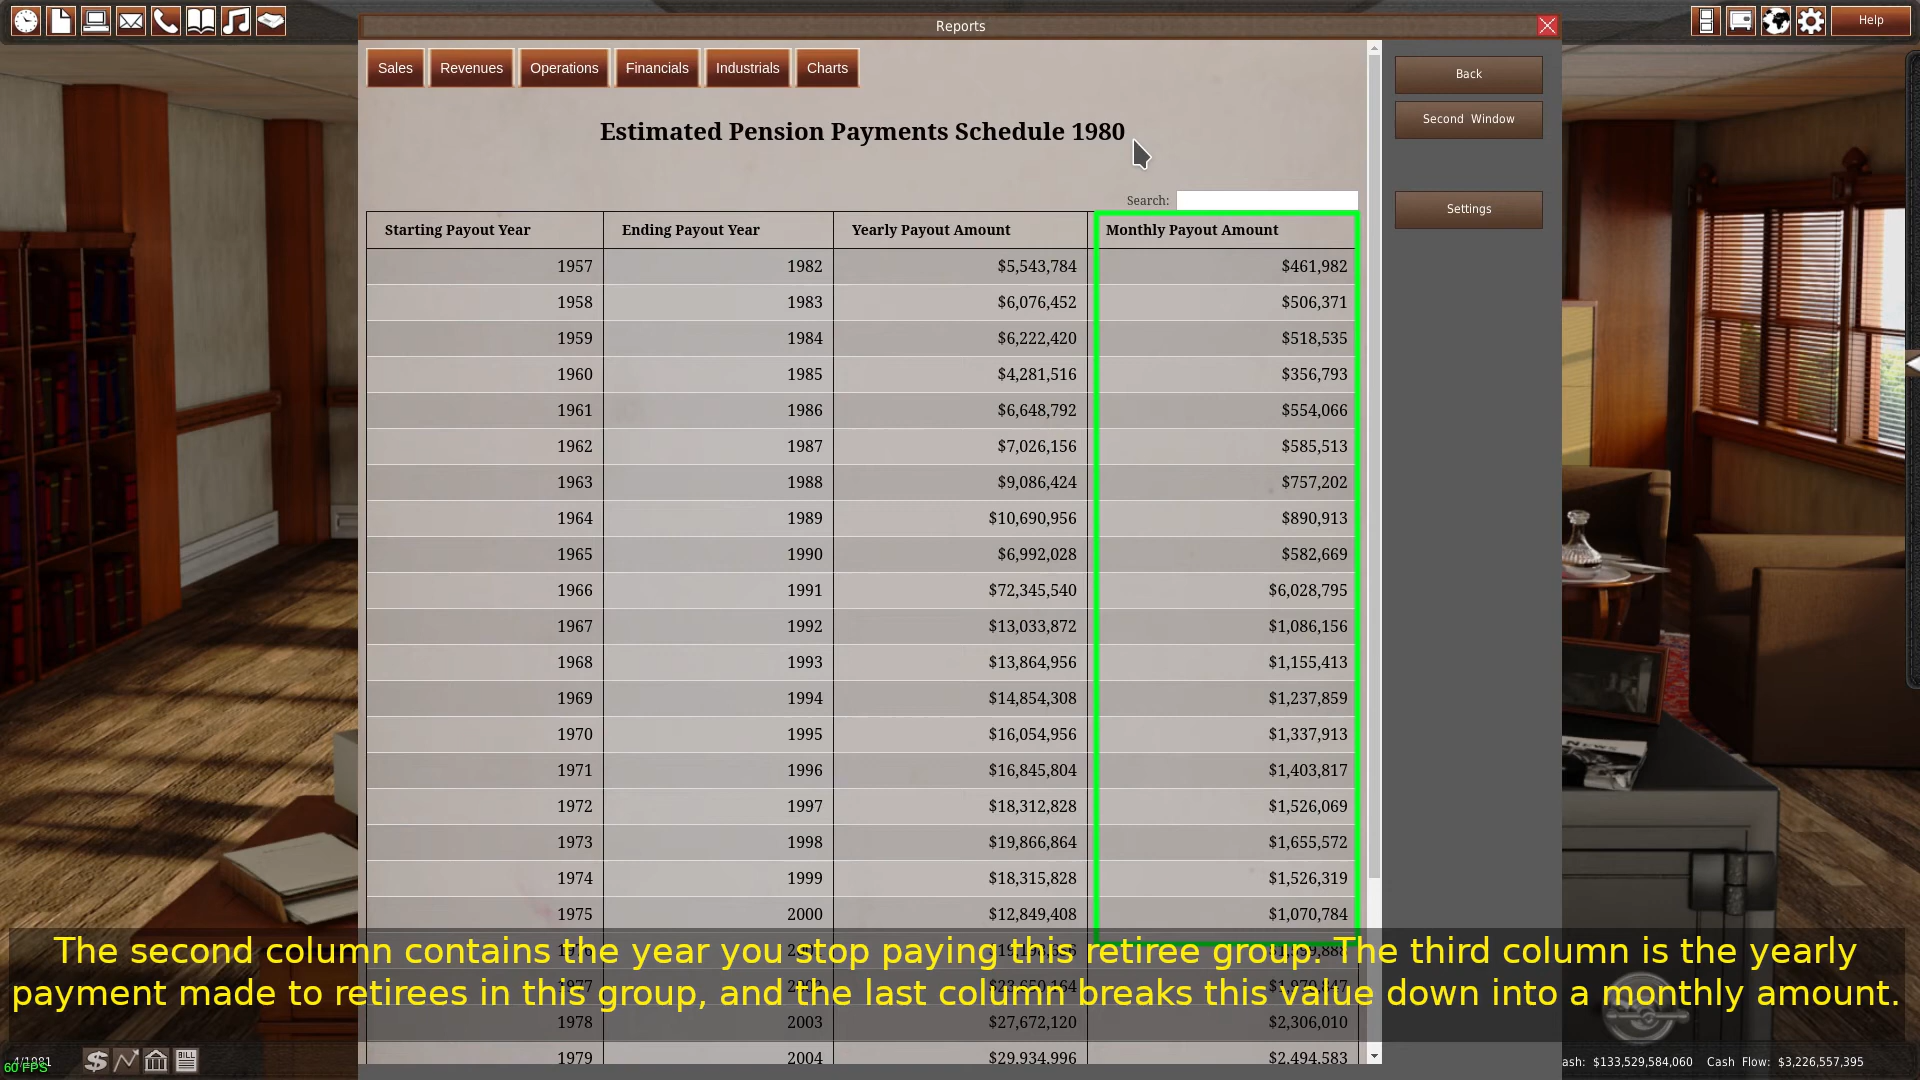 Reports
Help
Sales Revenues Operations Financials Industrials Charts
Back
Second Window
Settings
Estimated Pension Payments Schedule 1980
Search:
Starting Payout Year Ending Payout Year Yearly Payout Amount Monthly Payout Amount
1957 1982 $5,543,784 $461,982
1958 1983 $6,076,452 $506,371
1959 1984 $6,222,420 $518,535
1960 1985 $4,281,516 $356,793
1961 1986 $6,648,792 $554,066
1962 1987 $7,026,156 $585,513
1963 1988 $9,086,424 $757,202
1964 1989 $10,690,956 $890,913
1965 1990 $6,992,028 $582,669
1966 1991 $72,345,540 $6,028,795
1967 1992 $13,033,872 $1,086,156
1968 1993 $13,864,956 $1,155,413
1969 1994 $14,854,308 $1,237,859
1970 1995 $16,054,956 $1,337,913
1971 1996 $16,845,804 $1,403,817
1972 1997 $18,312,828 $1,526,069
1973 1998 $19,866,864 $1,655,572
1974 1999 $18,315,828 $1,526,319
1975 2000 $12,849,408 $1,070,784
The second column contains the year you stop paying this retiree group. The third column is the yearly
payment made to retirees in this group, and the last column breaks this value down into a monthly amount.
1978 2003 $27,672,120 $2,306,010
1979 2004 $29,934,996 $2,494,583
4/1981
60 FPS
BILL
ash: $133,529,584,060 Cash Flow: $3,226,557,395
NEWS